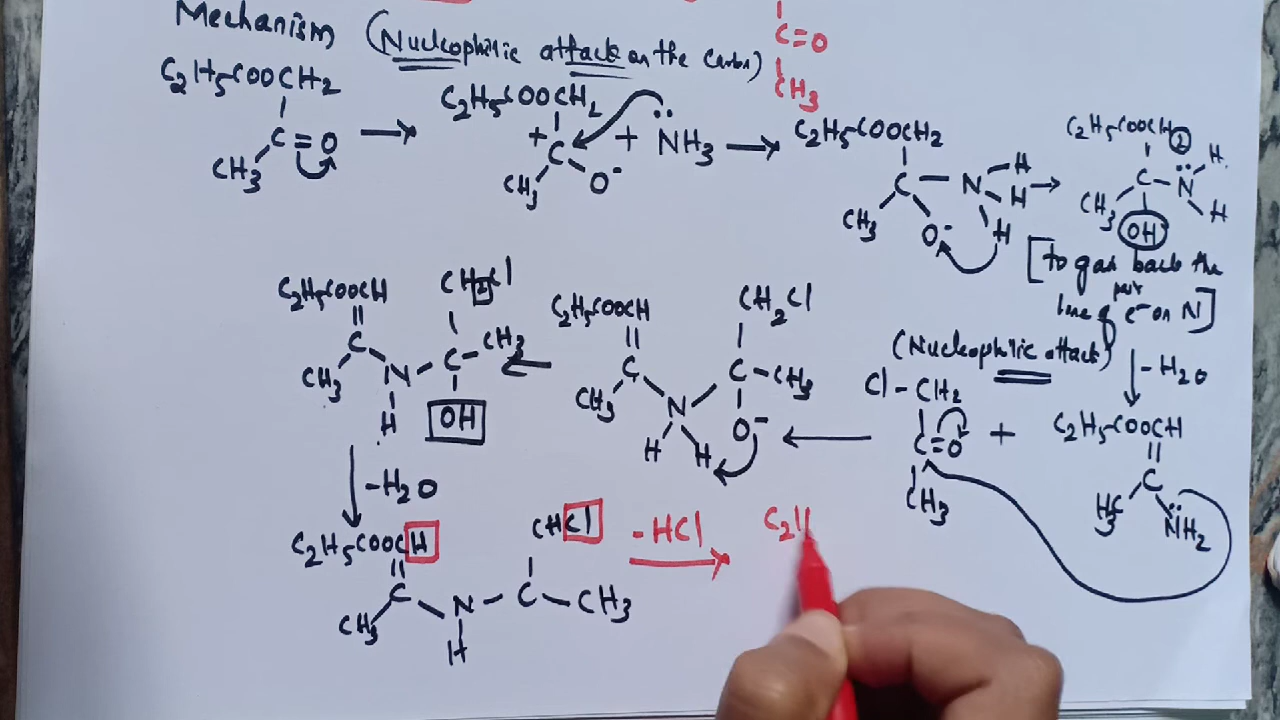 Mechanism (Nucleophilic attack on the Carbon)
C=O
CH3
C2H5COOCH2
C=O
CH3
C2H5COOCH2
+C
CH3 O-
+ NH3
C2H5COOCH2
C-N-H
H
H
CH3 O-
C2H5COOCH2
C-N-H
H
CH3
OH
[to gain back the
lone pair of e- on N]
-H2O
(Nucleophilic attack)
Cl-CH2
C=O
CH3
+
C2H5COOCH
C
H3C NH2
C2H5COOCH
CH2Cl
C
C-CH3
CH3 N
O-
H H
C2H5COOCH
CH2Cl
C
C-CH3
CH3 N
OH
H
-H2O
C2H5COOCH
CHCl
C
CH3 N-C-CH3
H
-HCl
C2H